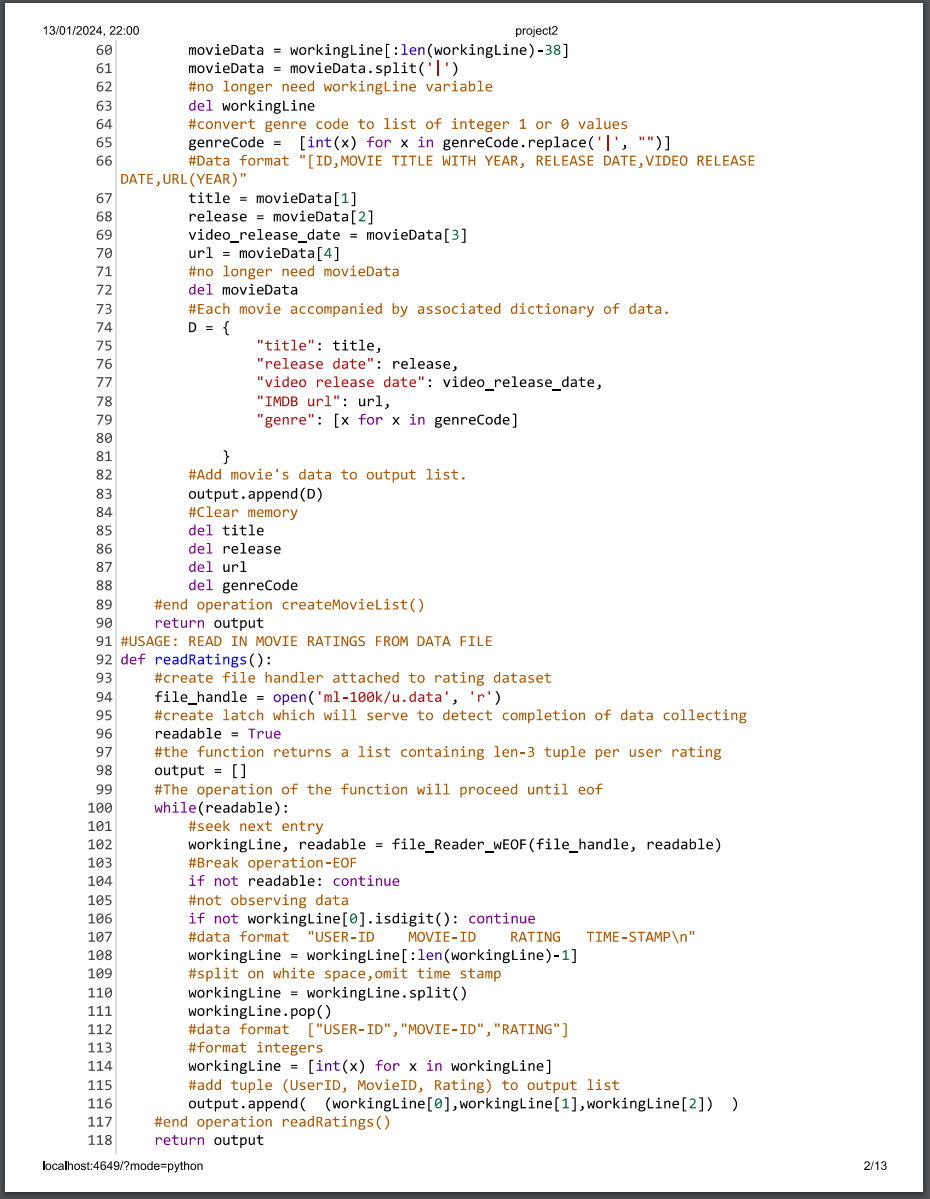 13/01/2024, 22:00 project2
60 movieData = workingLine[:len(workingLine)-38]
61 movieData = movieData.split('|')
62 #no longer need workingLine variable
63 del workingLine
64 #convert genre code to list of integer 1 or 0 values
65 genreCode =  [int(x) for x in genreCode.replace('|', "")]
66 #Data format "[ID,MOVIE TITLE WITH YEAR, RELEASE DATE,VIDEO RELEASE
DATE,URL(YEAR)"
67 title = movieData[1]
68 release = movieData[2]
69 video_release_date = movieData[3]
70 url = movieData[4]
71 #no longer need movieData
72 del movieData
73 #Each movie accompanied by associated dictionary of data.
74 D = {
75 "title": title,
76 "release date": release,
77 "video release date": video_release_date,
78 "IMDB url": url,
79 "genre": [x for x in genreCode]
80
81 }
82 #Add movie's data to output list.
83 output.append(D)
84 #Clear memory
85 del title
86 del release
87 del url
88 del genreCode
89 #end operation createMovieList()
90 return output
91 #USAGE: READ IN MOVIE RATINGS FROM DATA FILE
92 def readRatings():
93 #create file handler attached to rating dataset
94 file_handle = open('ml-100k/u.data', 'r')
95 #create latch which will serve to detect completion of data collecting
96 readable = True
97 #the function returns a list containing len-3 tuple per user rating
98 output = []
99 #The operation of the function will proceed until eof
100 while(readable):
101 #seek next entry
102 workingLine, readable = file_Reader_wEOF(file_handle, readable)
103 #Break operation-EOF
104 if not readable: continue
105 #not observing data
106 if not workingLine[0].isdigit(): continue
107 #data format  "USER-ID    MOVIE-ID    RATING   TIME-STAMP\n"
108 workingLine = workingLine[:len(workingLine)-1]
109 #split on white space,omit time stamp
110 workingLine = workingLine.split()
111 workingLine.pop()
112 #data format  ["USER-ID","MOVIE-ID","RATING"]
113 #format integers
114 workingLine = [int(x) for x in workingLine]
115 #add tuple (UserID, MovieID, Rating) to output list
116 output.append(  (workingLine[0],workingLine[1],workingLine[2])  )
117 #end operation readRatings()
118 return output
localhost:4649/?mode=python 2/13